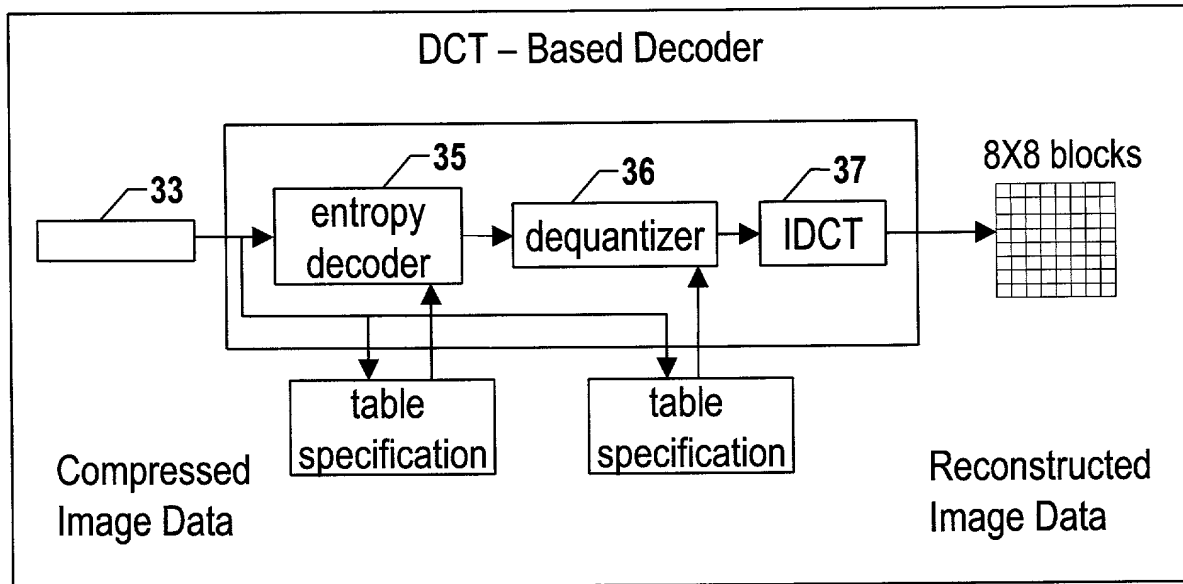 DCT – Based Decoder
33
35
36
37
8X8 blocks
entropy
decoder
dequantizer
IDCT
table
specification
table
specification
Compressed
Image Data
Reconstructed
Image Data